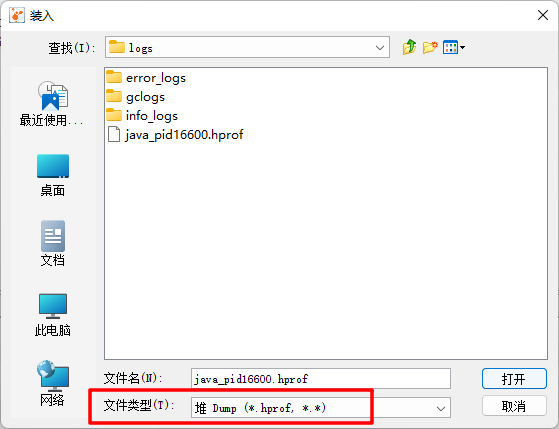 装入
查找(I):
logs
最近使用...
桌面
文档
此电脑
网络
error_logs
gclogs
info_logs
java_pid16600.hprof
文件名(N):
java_pid16600.hprof
打开
文件类型(T):
堆 Dump (*.hprof, *.*)
取消